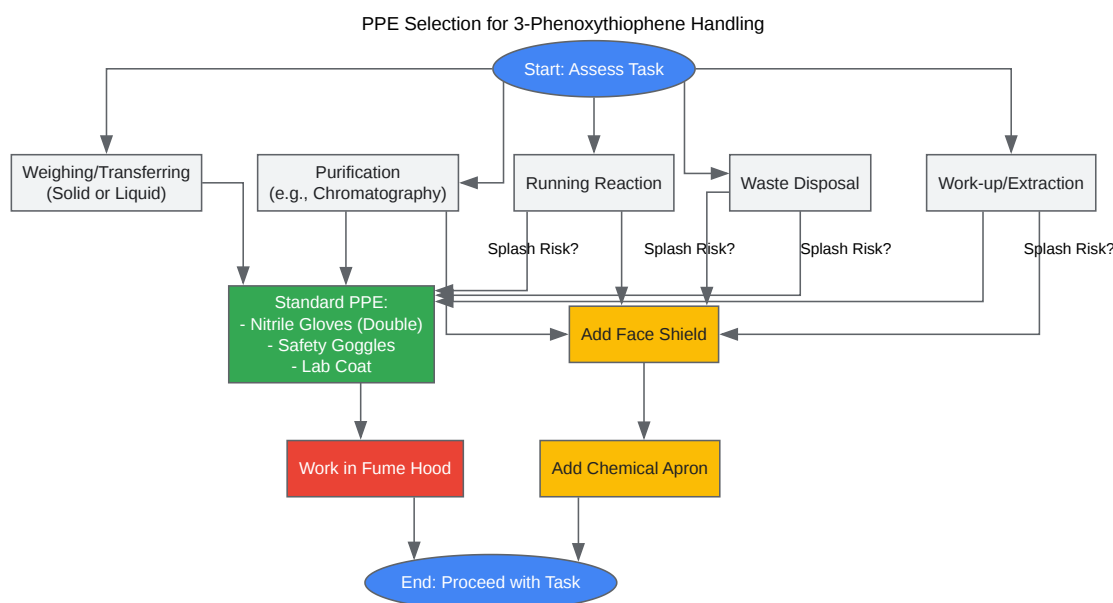 PPE Selection for 3-Phenoxythiophene Handling
Start: Assess Task
Weighing/Transferring
(Solid or Liquid)
Purification
(e.g., Chromatography)
Running Reaction
Waste Disposal
Work-up/Extraction
Splash Risk?
Splash Risk?
Splash Risk?
Splash Risk?
Standard PPE:
- Nitrile Gloves (Double)
- Safety Goggles
- Lab Coat
Add Face Shield
Work in Fume Hood
Add Chemical Apron
End: Proceed with Task